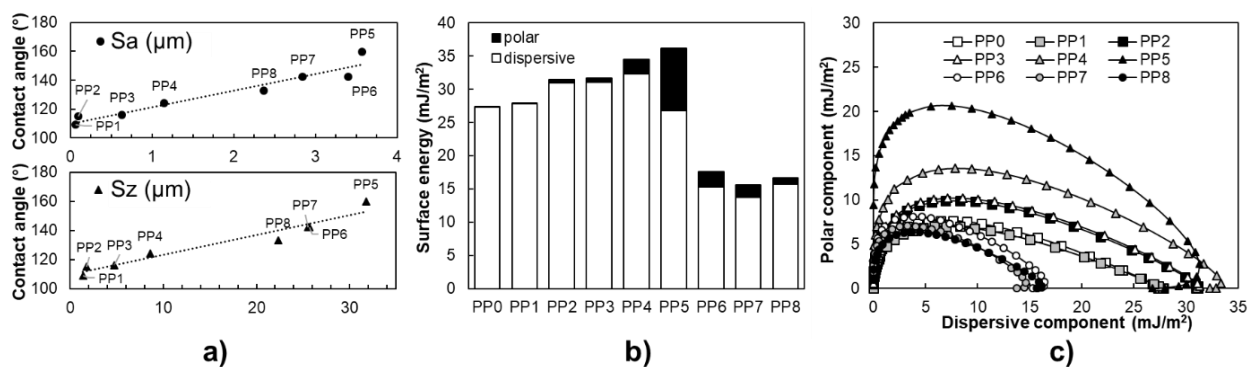 Contact angle (°)
160
140
120
100
80
Sa (µm)
PP1
PP2
PP3
PP4
PP8
PP7
PP5
PP6
0
1
2
3
4
Contact angle (°)
180
160
140
120
100
Sz (µm)
PP1
PP2
PP3
PP4
PP8
PP7
PP6
PP5
0
10
20
30
a)
Surface energy (mJ/m²)
40
35
30
25
20
15
10
5
0
polar
dispersive
PP0 PP1 PP2 PP3 PP4 PP5 PP6 PP7 PP8
b)
Polar component (mJ/m²)
30
25
20
15
10
5
0
PP0 PP1 PP2
PP3 PP4 PP5
PP6 PP7 PP8
0 5 10 15 20 25 30 35
Dispersive component (mJ/m²)
c)